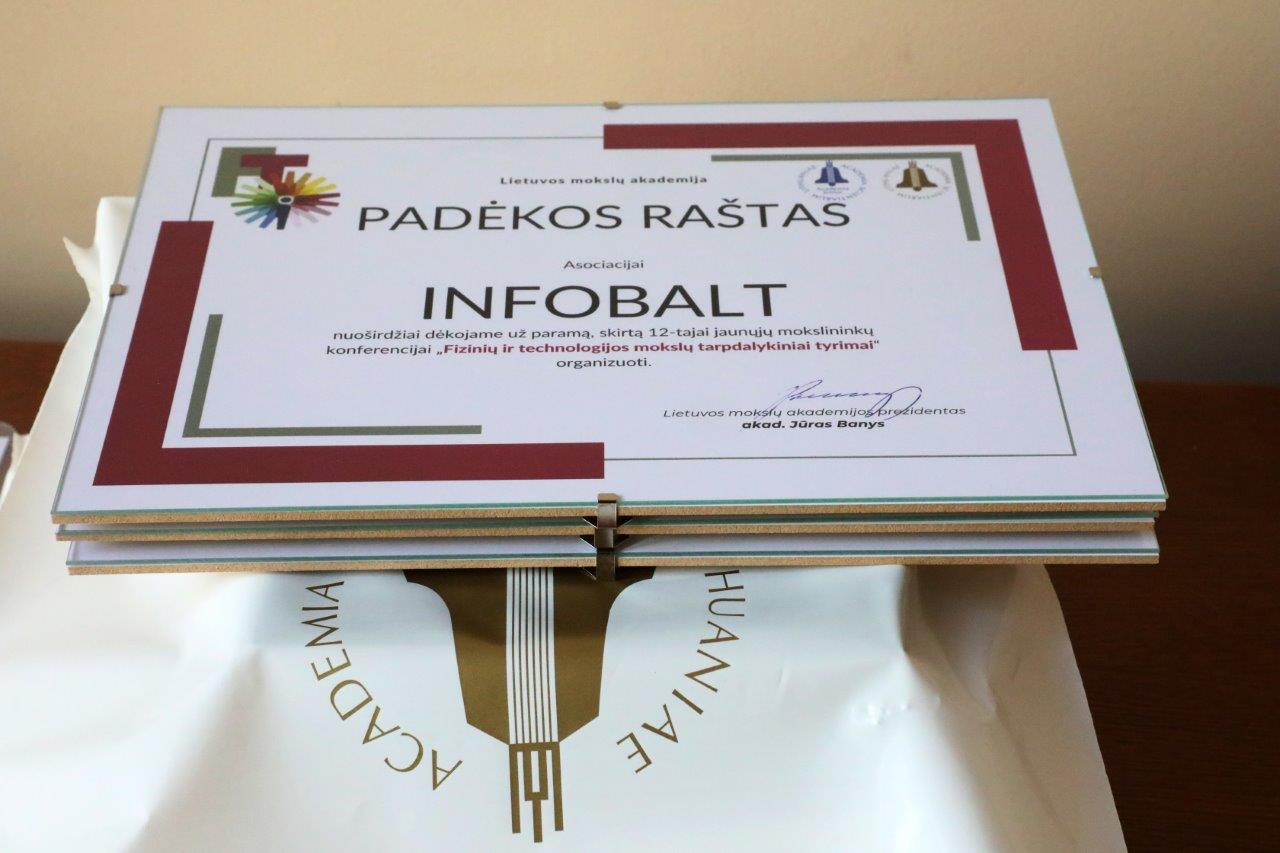 Lietuvos mokslų akademija
PADĖKOS RAŠTAS
Asociacijai
INFOBALT
nuoširdžiai dėkojame už paramą, skirtą 12-tajai jaunųjų mokslininkų
konferencijai „Fizinių ir technologijos mokslų tarpdalykiniai tyrimai“
organizuoti.
Lietuvos mokslų akademijos prezidentas
akad. Jūras Banys
ACADEMIA
HUANIAE